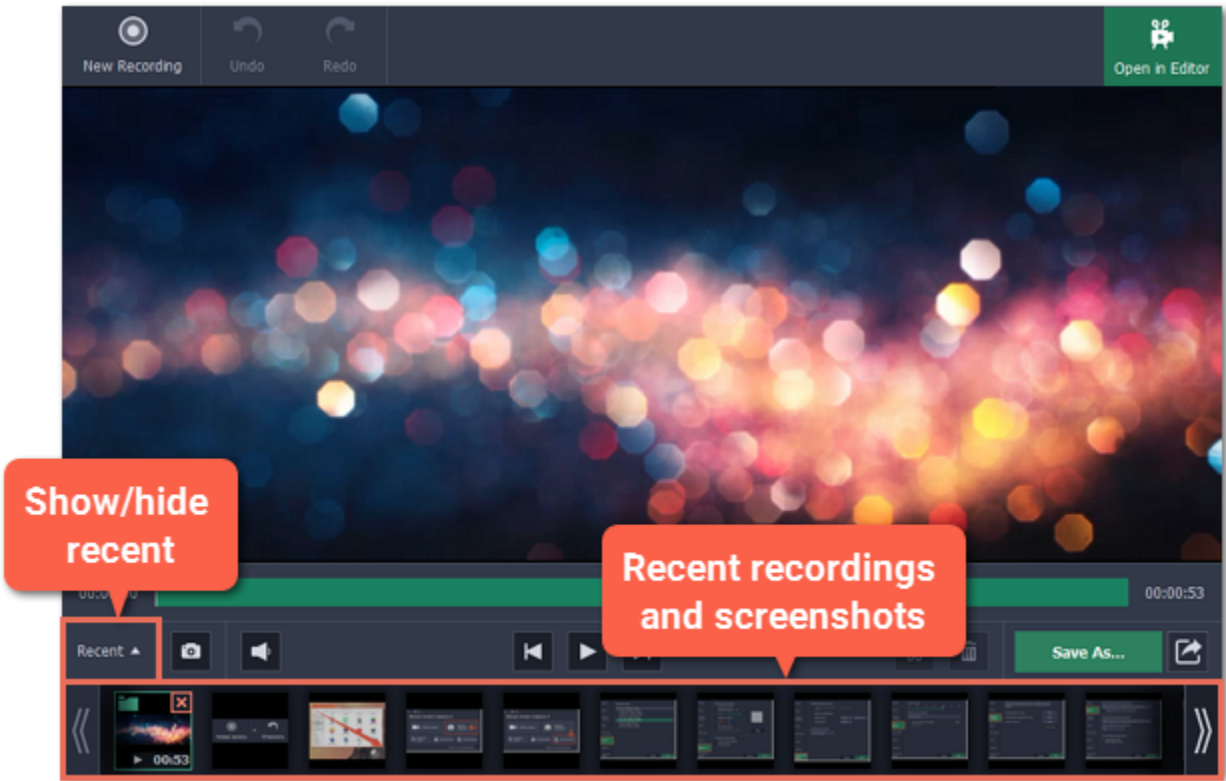 New Recording
Undo
Redo
Open in Editor
Show/hide
recent
Recent recordings
and screenshots
00:00:53
Recent
Save As...
00:53